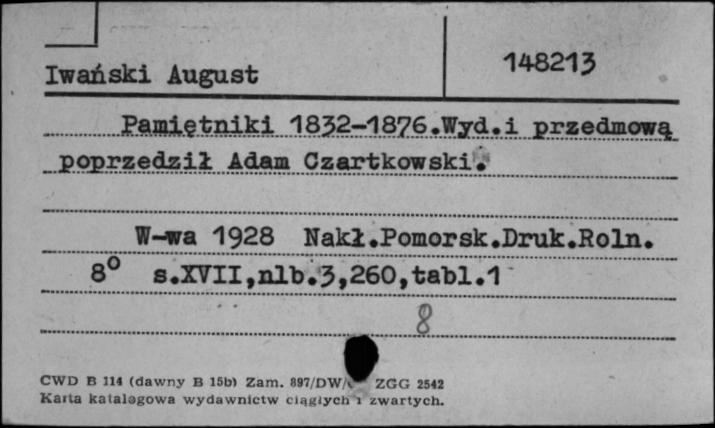 Iwański August
148213
Pamiętniki 1832-1876.Wyd.i przedmową
poprzedził Adam Czartkowski.
W-wa 1928 Nakł.Pomorsk.Druk.Roln.
8° s.XVII,nlb.3,260,tabl.1
8
CWD B 114 (dawny B 15b) Zam. 897/DW/ ZGG 2542
Karta katalogowa wydawnictw ciągłych i zwartych.